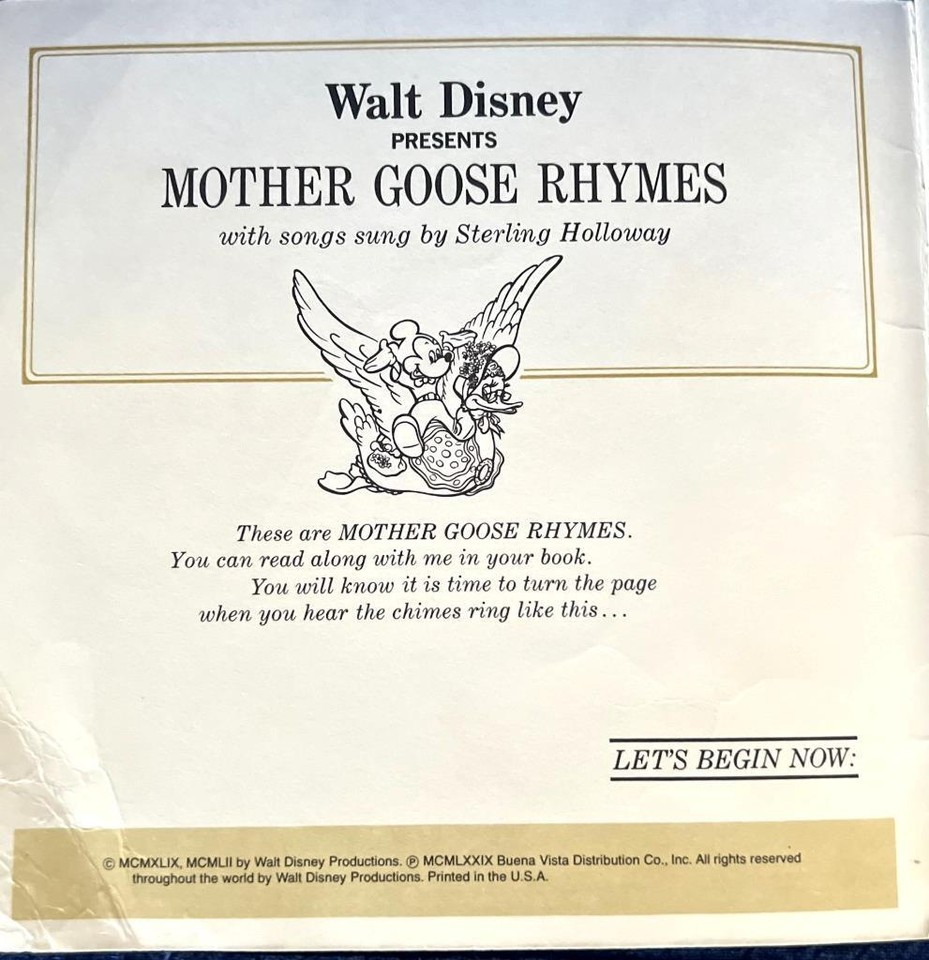 Walt Disney
PRESENTS
MOTHER GOOSE RHYMES
with songs sung by Sterling Holloway
These are MOTHER GOOSE RHYMES.
You can read along with me in your book.
You will know it is time to turn the page
when you hear the chimes ring like this...
LET'S BEGIN NOW:
© MCMXLIX, MCMLII by Walt Disney Productions. ℗ MCMLXXIX Buena Vista Distribution Co., Inc. All rights reserved
throughout the world by Walt Disney Productions. Printed in the U.S.A.